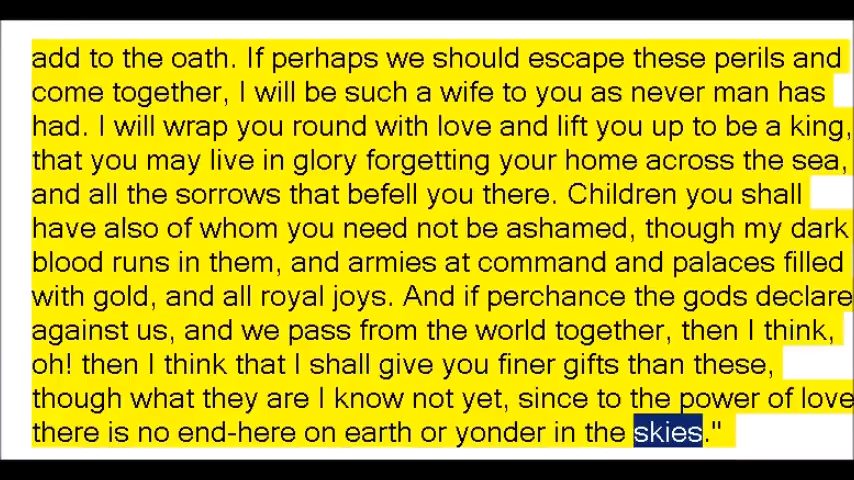 add to the oath. If perhaps we should escape these perils and
come together, I will be such a wife to you as never man has
had. I will wrap you round with love and lift you up to be a king,
that you may live in glory forgetting your home across the sea,
and all the sorrows that befell you there. Children you shall
have also of whom you need not be ashamed, though my dark
blood runs in them, and armies at command and palaces filled
with gold, and all royal joys. And if perchance the gods declare
against us, and we pass from the world together, then I think,
oh! then I think that I shall give you finer gifts than these,
though what they are I know not yet, since to the power of love
there is no end-here on earth or yonder in the skies."